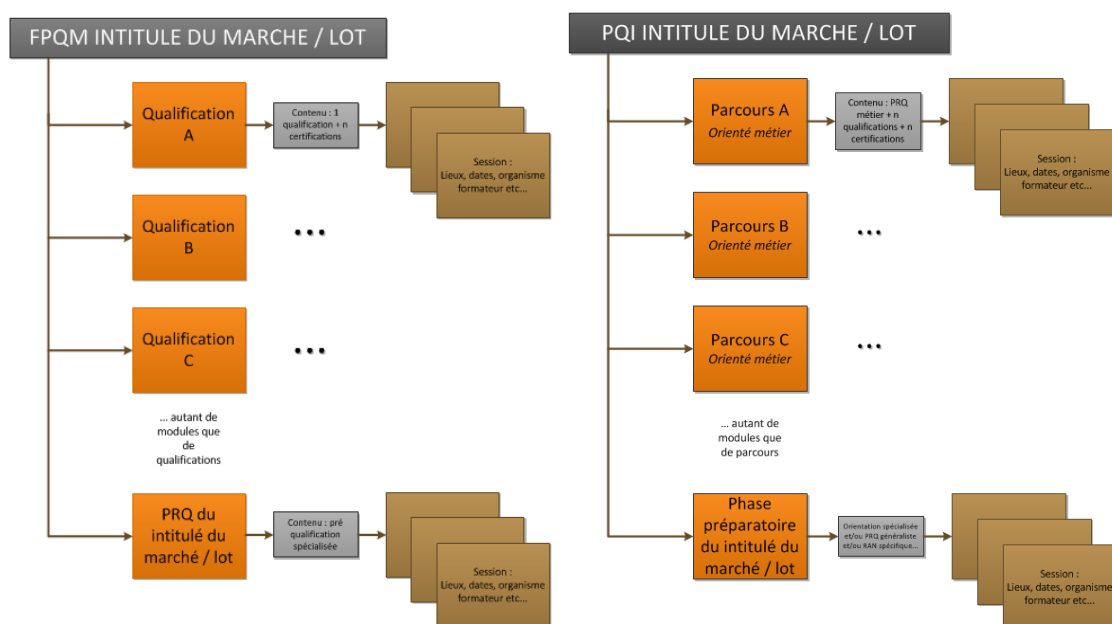 FPQM INTITULE DU MARCHE / LOT
Qualification
A
Contenu : 1
qualification + n
certifications
Session :
Lieux, dates, organisme
formateur etc...
Qualification
B
...
Qualification
C
...
... autant de
modules que
de
qualifications
PRQ du
intitulé du
marché / lot
Contenu : pré
qualification
spécialisée
Session :
Lieux, dates, organisme
formateur etc...
PQI INTITULE DU MARCHE / LOT
Parcours A
Orienté métier
Contenu : PRQ
métier + n
qualifications + n
certifications
Session :
Lieux, dates, organisme
formateur etc...
Parcours B
Orienté métier
...
Parcours C
Orienté métier
...
... autant de
modules que
de parcours
Phase
préparatoire
du intitulé du
marché / lot
Orientation spécialisée
et/ou PRQ généraliste
et/ou RAN spécifique...
Session :
Lieux, dates, organisme
formateur etc...